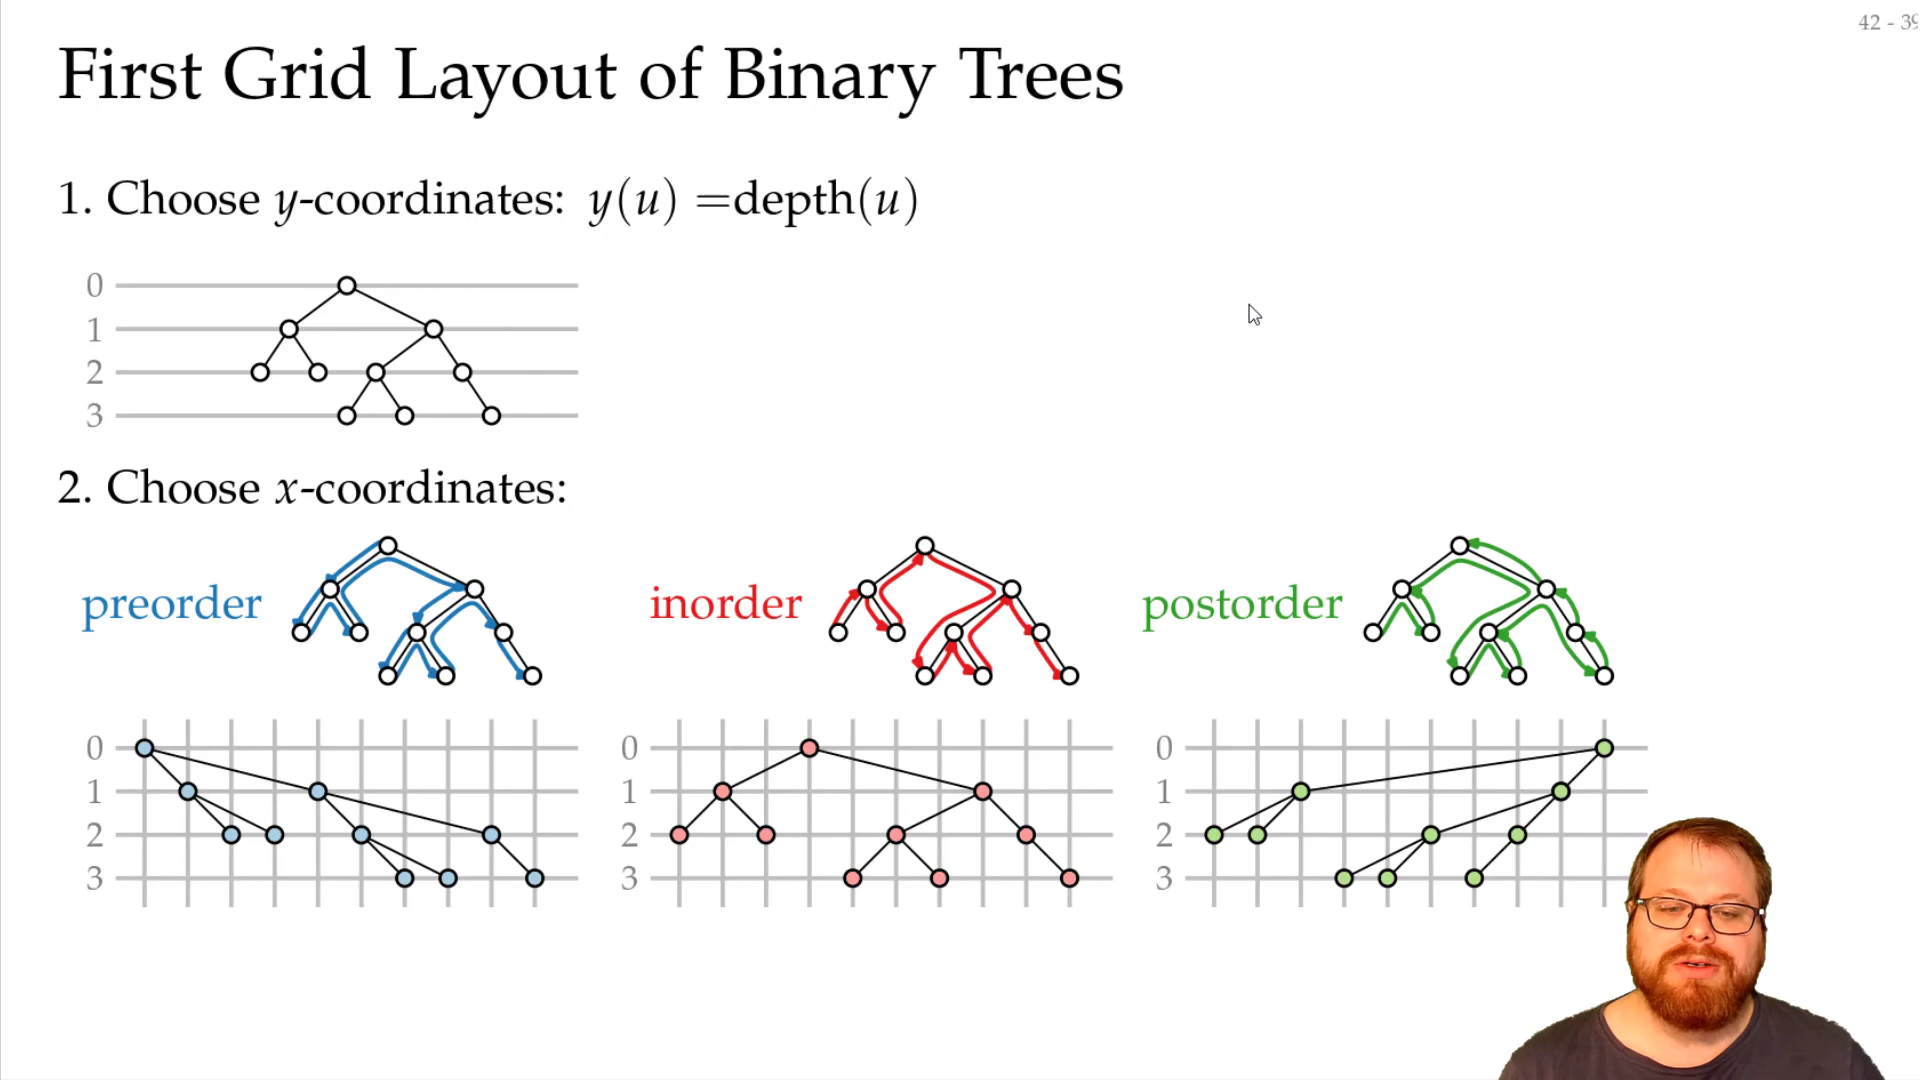 42 - 39
First Grid Layout of Binary Trees
1. Choose y-coordinates: y(u) =depth(u)
0
1
2
3
2. Choose x-coordinates:
preorder
inorder
postorder
0
1
2
3
0
1
2
3
0
1
2
3